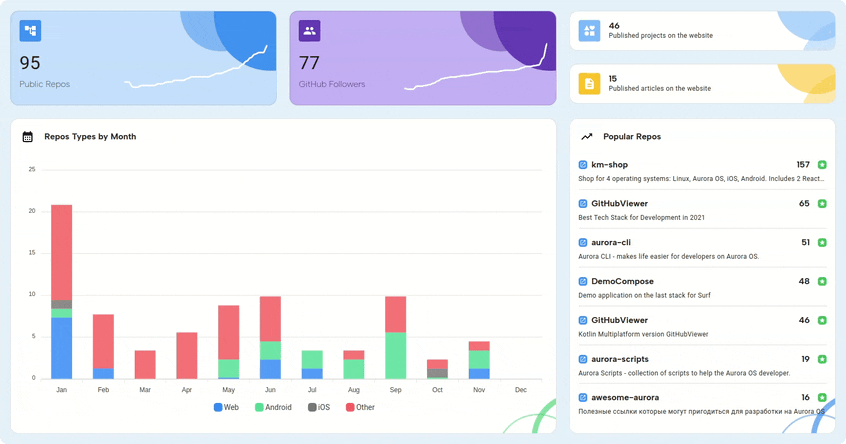 95
Public Repos
77
GitHub Followers
46
Published projects on the website
15
Published articles on the website
Repos Types by Month
25
20
15
10
5
0
Jan
Feb
Mar
Apr
May
Jun
Jul
Aug
Sep
Oct
Nov
Dec
Web
Android
iOS
Other
Popular Repos
km-shop
157
Shop for 4 operating systems: Linux, Aurora OS, iOS, Android. Includes 2 React...
GitHubViewer
65
Best Tech Stack for Development in 2021
aurora-cli
51
Aurora CLI - makes life easier for developers on Aurora OS.
DemoCompose
48
Demo application on the last stack for Surf
GitHubViewer
46
Kotlin Multiplatform version GitHubViewer
aurora-scripts
19
Aurora Scripts - collection of scripts to help the Aurora OS developer.
awesome-aurora
16
Полезные ссылки которые могут пригодиться для разработки на Aurora OS